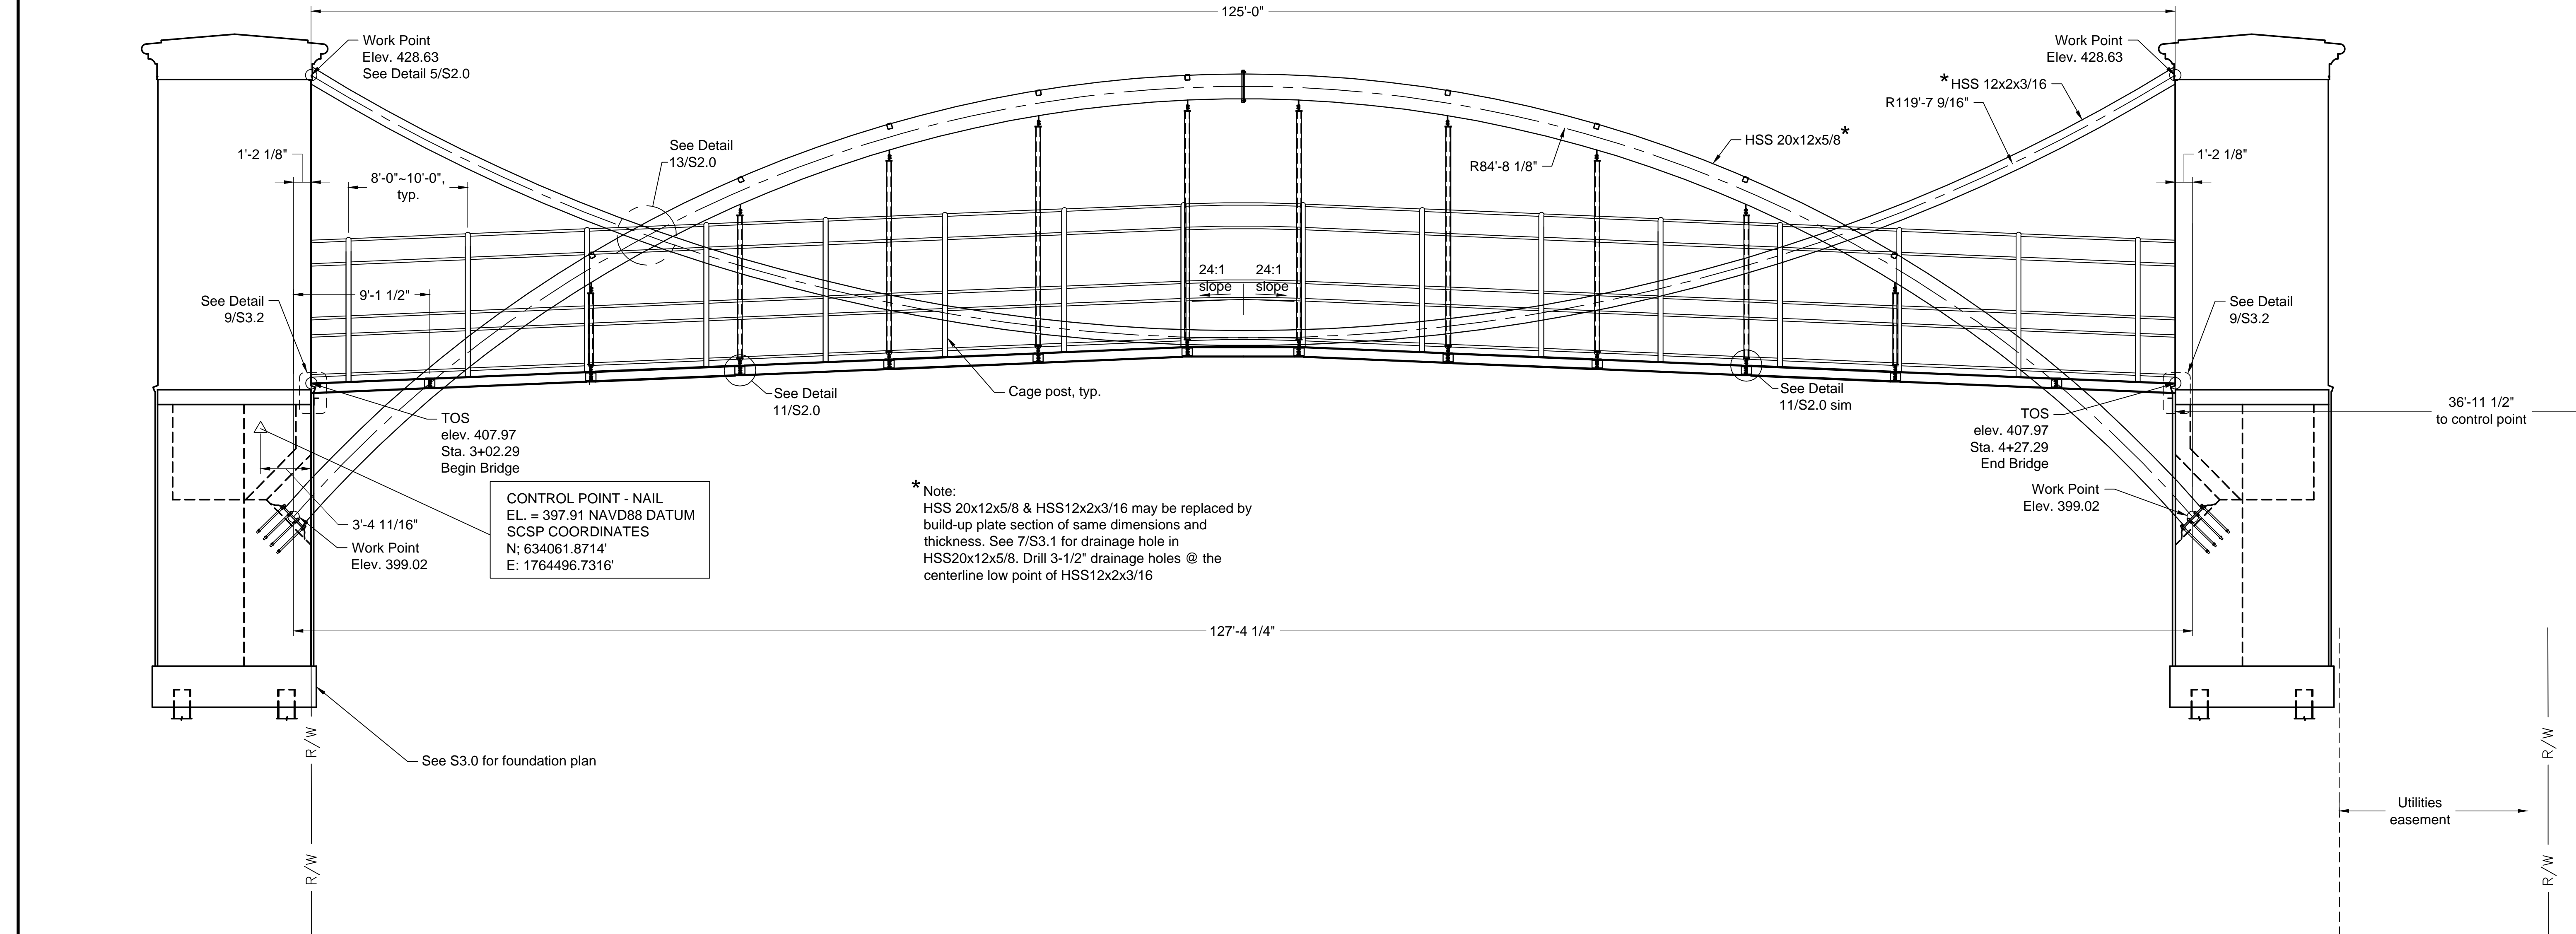 125'-0"
Work Point
Elev. 428.63
See Detail 5/S2.0
Work Point
Elev. 428.63
*HSS 12x2x3/16
R119'-7 9/16"
HSS 20x12x5/8*
R84'-8 1/8"
See Detail
13/S2.0
1'-2 1/8"
1'-2 1/8"
8'-0"~10'-0",
typ.
24:1
slope
24:1
slope
9'-1 1/2"
See Detail
9/S3.2
See Detail
9/S3.2
See Detail
11/S2.0
Cage post, typ.
See Detail
11/S2.0 sim
TOS
elev. 407.97
Sta. 3+02.29
Begin Bridge
TOS
elev. 407.97
Sta. 4+27.29
End Bridge
36'-11 1/2"
to control point
CONTROL POINT - NAIL
EL. = 397.91 NAVD88 DATUM
SCSP COORDINATES
N; 634061.8714'
E: 1764496.7316'
3'-4 11/16"
Work Point
Elev. 399.02
* Note:
HSS 20x12x5/8 & HSS12x2x3/16 may be replaced by
build-up plate section of same dimensions and
thickness. See 7/S3.1 for drainage hole in
HSS20x12x5/8. Drill 3-1/2" drainage holes @ the
centerline low point of HSS12x2x3/16
Work Point
Elev. 399.02
127'-4 1/4"
See S3.0 for foundation plan
R/W
R/W
R/W
R/W
Utilities
easement